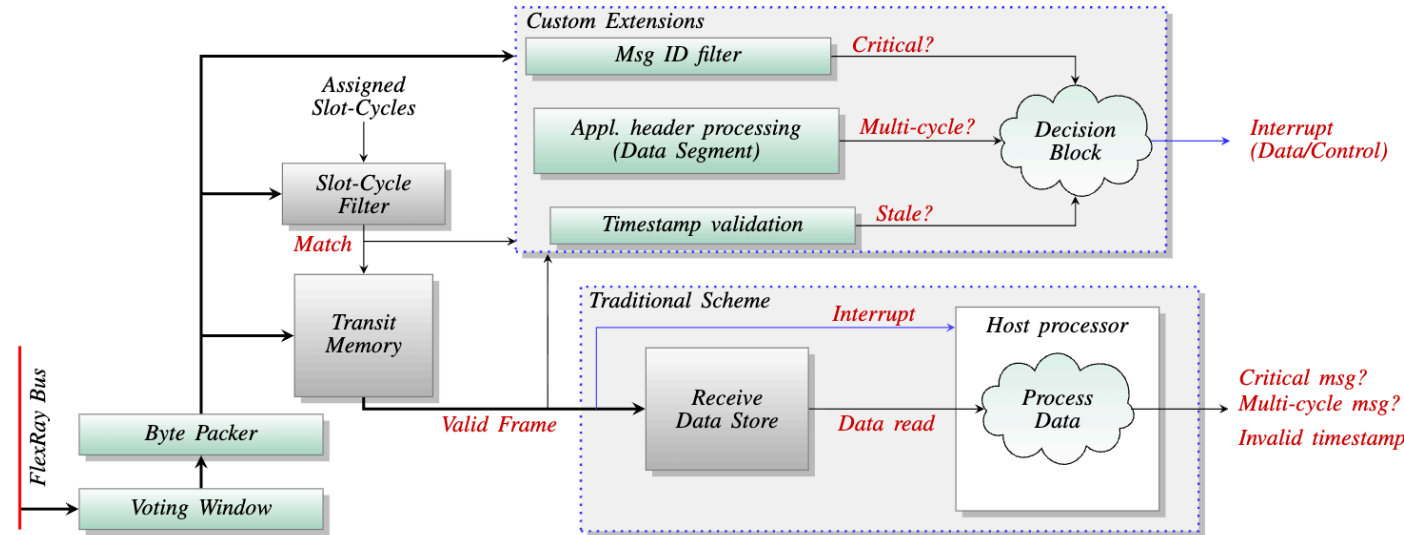 Custom Extensions
Msg ID filter
Critical?
Assigned
Slot-Cycles
Appl. header processing
(Data Segment)
Multi-cycle?
Decision
Block
Interrupt
(Data/Control)
Slot-Cycle
Filter
Timestamp validation
Stale?
Match
Traditional Scheme
Interrupt
Host processor
Transit
Memory
Receive
Data Store
Process
Data
Critical msg?
Multi-cycle msg?
Invalid timestamp
Valid Frame
Data read
FlexRay Bus
Byte Packer
Voting Window